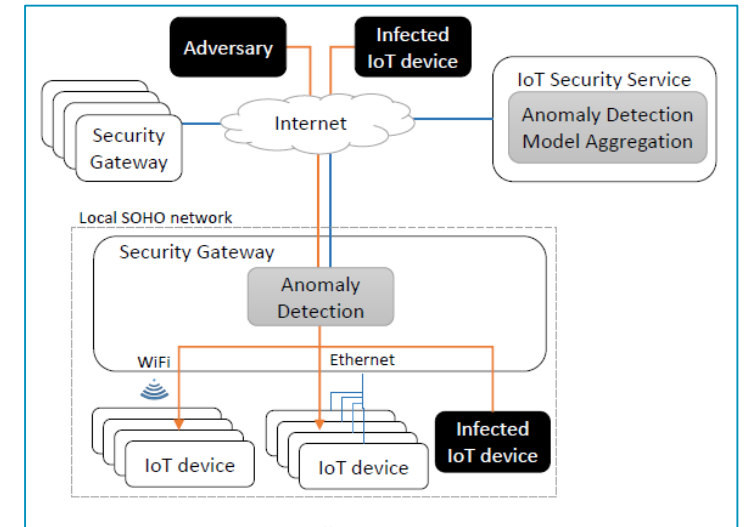 Adversary
Infected
IoT device
IoT Security Service
Anomaly Detection
Model Aggregation
Internet
Security
Gateway
Local SOHO network
Security Gateway
Anomaly
Detection
WiFi
Ethernet
IoT device
IoT device
Infected
IoT device